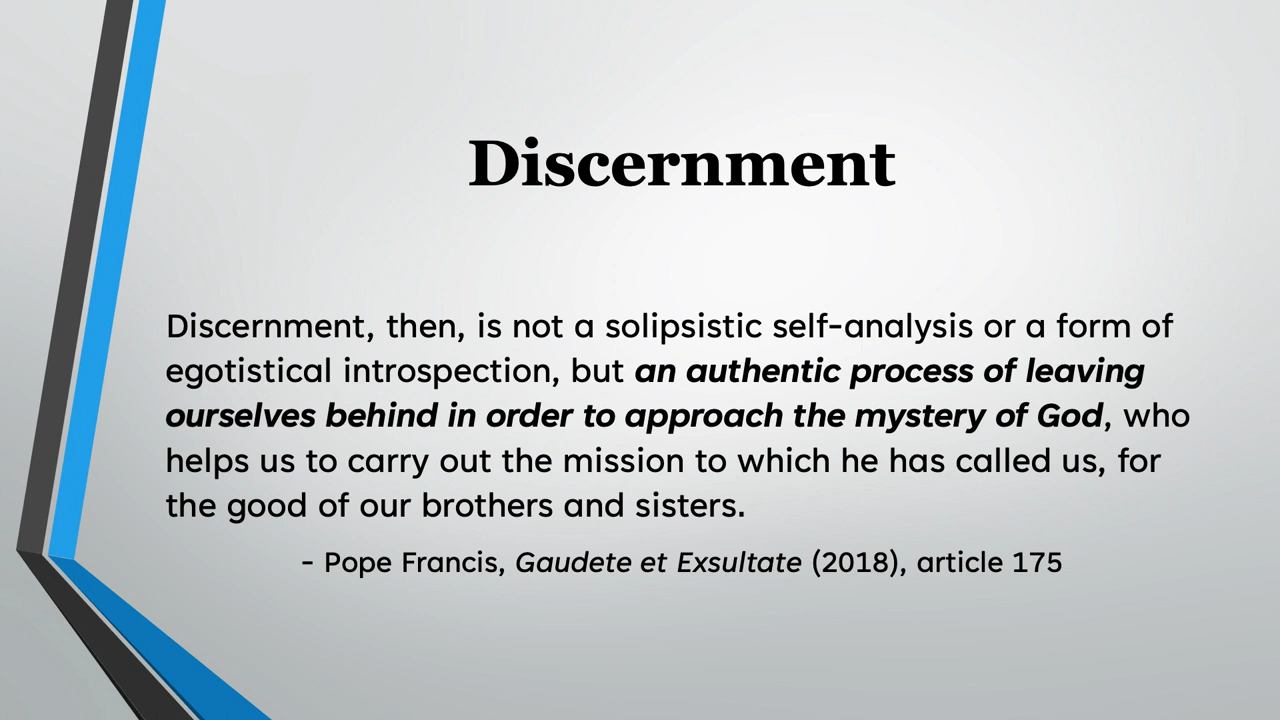 Discernment
Discernment, then, is not a solipsistic self-analysis or a form of
egotistical introspection, but an authentic process of leaving
ourselves behind in order to approach the mystery of God, who
helps us to carry out the mission to which he has called us, for
the good of our brothers and sisters.
- Pope Francis, Gaudete et Exsultate (2018), article 175